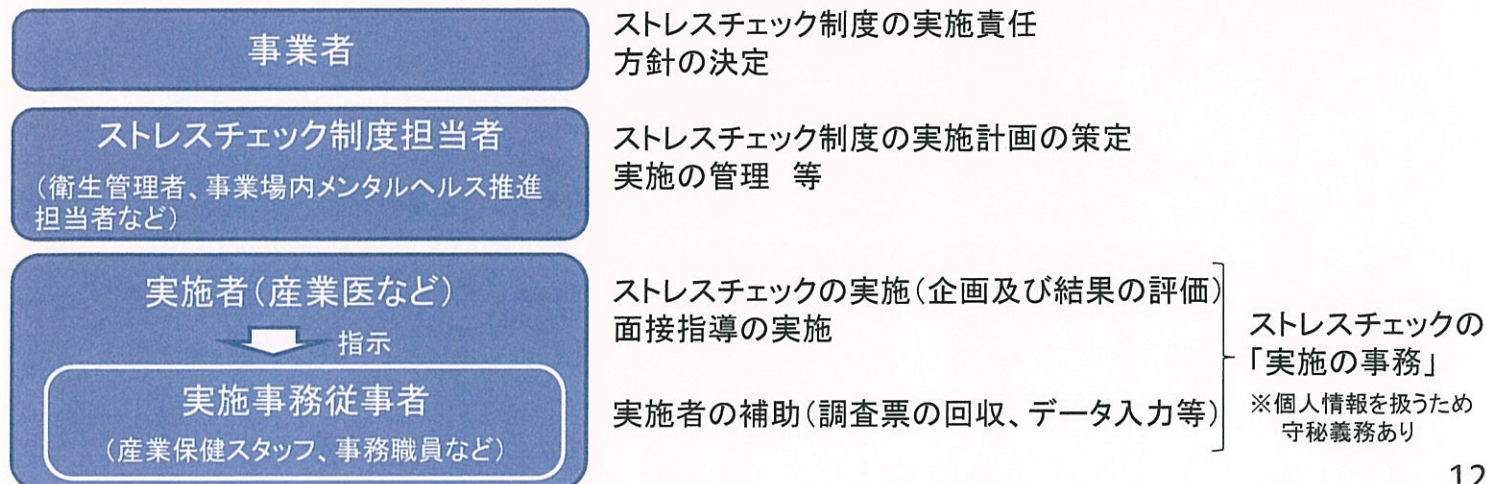 事業者
ストレスチェック制度の実施責任
方針の決定
ストレスチェック制度担当者
(衛生管理者、事業場内メンタルヘルス推進
担当者など)
ストレスチェック制度の実施計画の策定
実施の管理　等
実施者(産業医など)
指示
実施事務従事者
(産業保健スタッフ、事務職員など)
ストレスチェックの実施(企画及び結果の評価)
面接指導の実施
実施者の補助(調査票の回収、データ入力等)
ストレスチェックの
「実施の事務」
※個人情報を扱うため
守秘義務あり
12